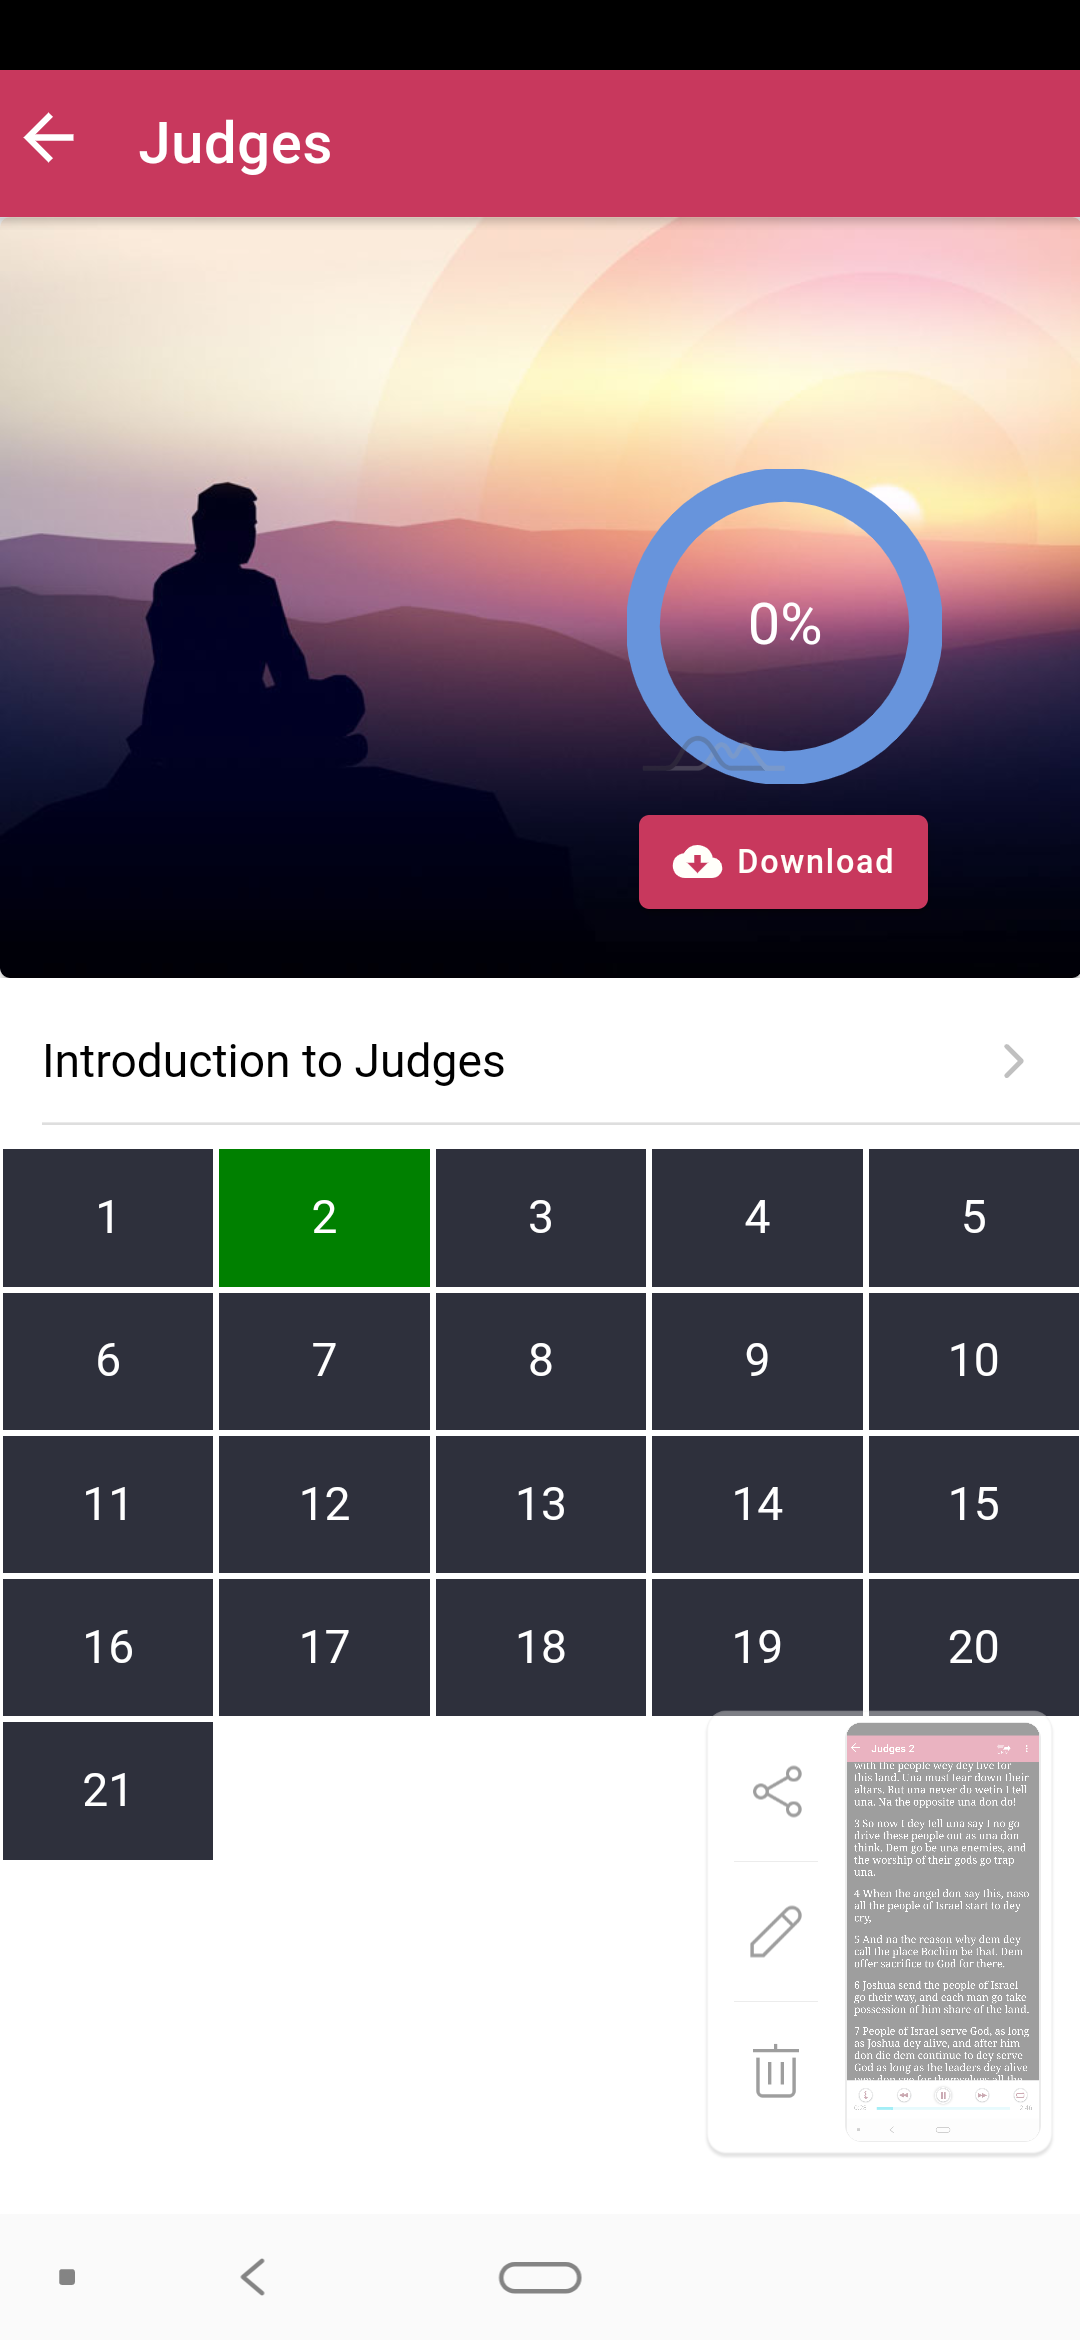 Judges
0%
Download
Introduction to Judges
1 2 3 4 5
6 7 8 9 10
11 12 13 14 15
16 17 18 19 20
21
Judges 2
with the people wey dey live for
this land. Una must tear down their
altars. But una never do wetin I tell
una. Na the opposite una don do!
3 So now I dey tell una say I no go
drive these people out as una don
think, Dem go be una enemies, and
the worship of their gods go trap
una.
4 When the angel don say this, naso
all the people of Israel start to dey
cry,
5 And na the reason why dem dey
call the place Bochim be that. Dem
offer sacrifice to God for there.
6 Joshua send the people of Israel
go their way, and each man go take
possession of him share of the land.
7 People of Israel serve God, as long
as Joshua dey alive, and after him
don die dem continue to dey serve
God as long as the leaders dey alive
wey don see for themselves all the